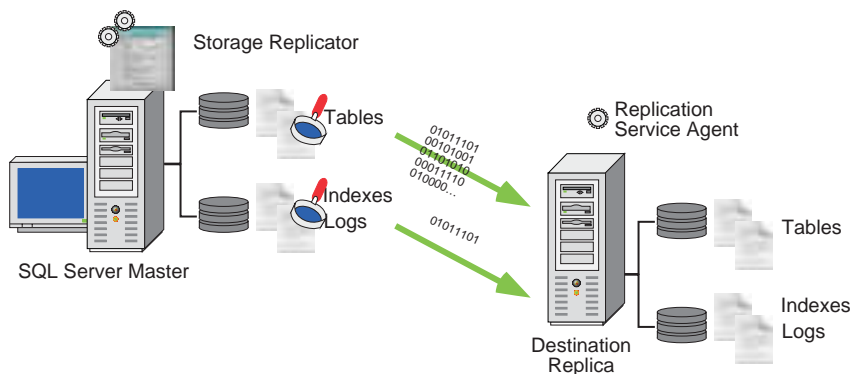 Storage Replicator
Tables
Indexes
Logs
SQL Server Master
01011101
00101001
01101010
00011110
010000...
01011101
Replication
Service Agent
Tables
Indexes
Logs
Destination
Replica